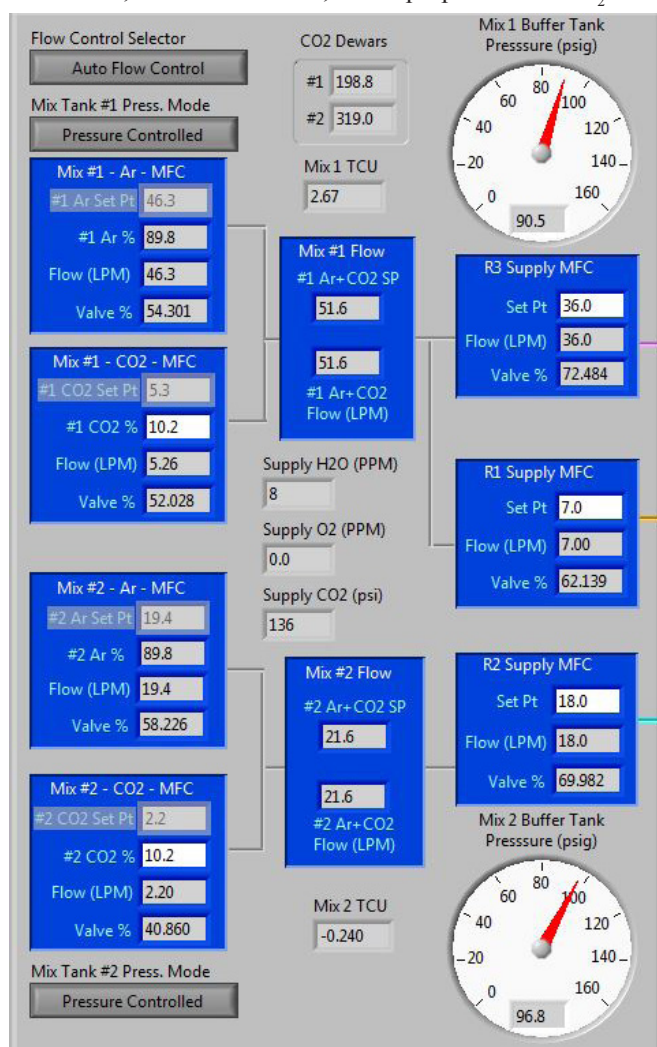 Flow Control Selector
Auto Flow Control
Mix Tank #1 Press. Mode
Pressure Controlled
CO2 Dewars
#1 198.8
#2 319.0
Mix 1 TCU
2.67
Mix 1 Buffer Tank
Presssure (psig)
0
20
40
60
80
100
120
140
160
90.5
Mix #1 - Ar - MFC
#1 Ar Set Pt 46.3
#1 Ar % 89.8
Flow (LPM) 46.3
Valve % 54.301
Mix #1 - CO2 - MFC
#1 CO2 Set Pt 5.3
#1 CO2 % 10.2
Flow (LPM) 5.26
Valve % 52.028
Mix #1 Flow
#1 Ar+CO2 SP
51.6
51.6
#1 Ar+CO2
Flow (LPM)
R3 Supply MFC
Set Pt 36.0
Flow (LPM) 36.0
Valve % 72.484
Supply H2O (PPM)
8
Supply O2 (PPM)
0.0
Supply CO2 (psi)
136
R1 Supply MFC
Set Pt 7.0
Flow (LPM) 7.00
Valve % 62.139
Mix #2 - Ar - MFC
#2 Ar Set Pt 19.4
#2 Ar % 89.8
Flow (LPM) 19.4
Valve % 58.226
Mix #2 - CO2 - MFC
#2 CO2 Set Pt 2.2
#2 CO2 % 10.2
Flow (LPM) 2.20
Valve % 40.860
Mix Tank #2 Press. Mode
Pressure Controlled
Mix #2 Flow
#2 Ar+CO2 SP
21.6
21.6
#2 Ar+CO2
Flow (LPM)
Mix 2 TCU
-0.240
R2 Supply MFC
Set Pt 18.0
Flow (LPM) 18.0
Valve % 69.982
Mix 2 Buffer Tank
Presssure (psig)
0
20
40
60
80
100
120
140
160
96.8